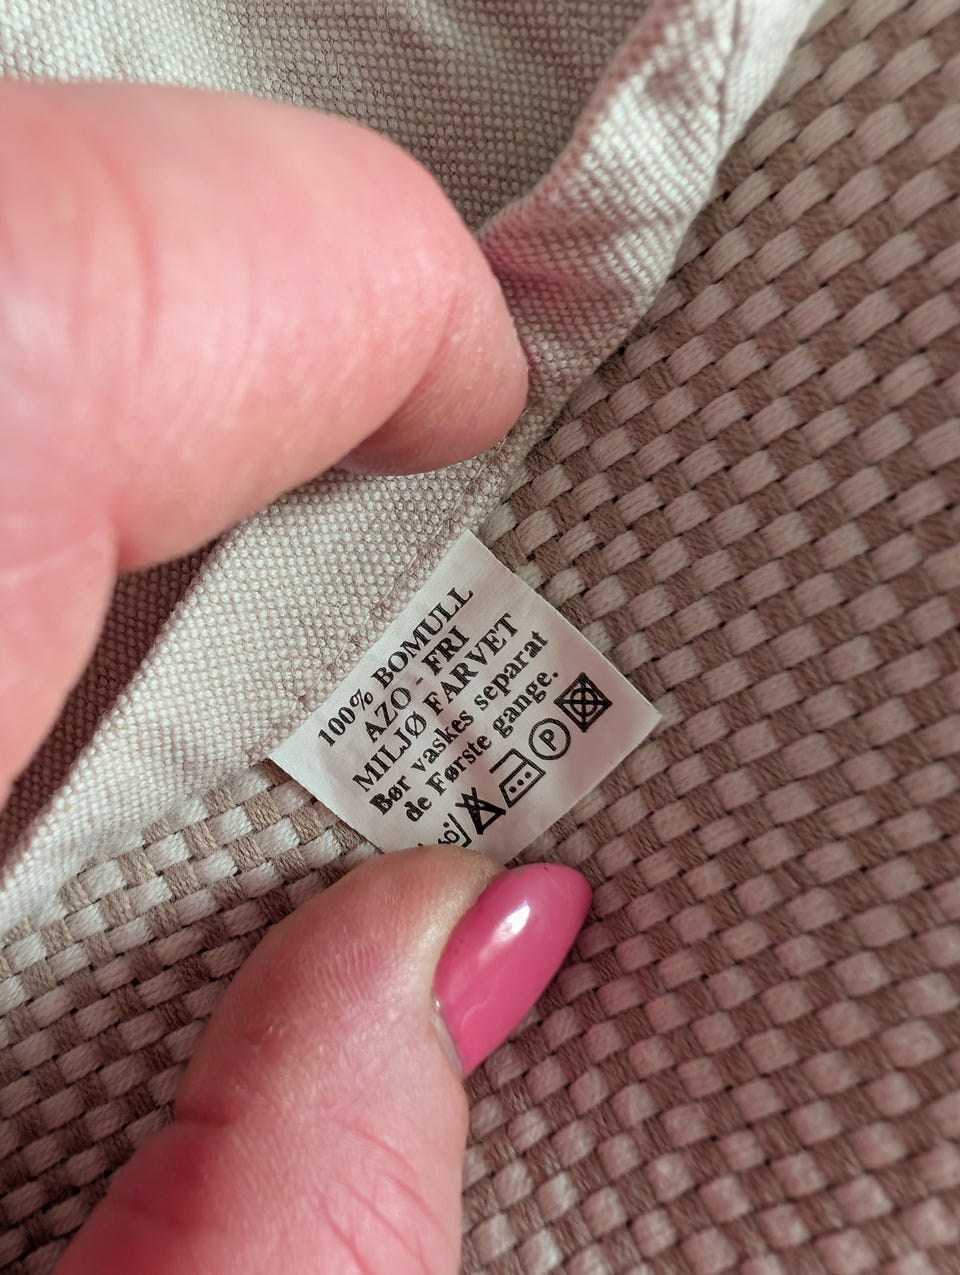 100% BOMULL
AZO - FRI
MILJØ FARVET
Bør vaskes separat
de Første gange.
P